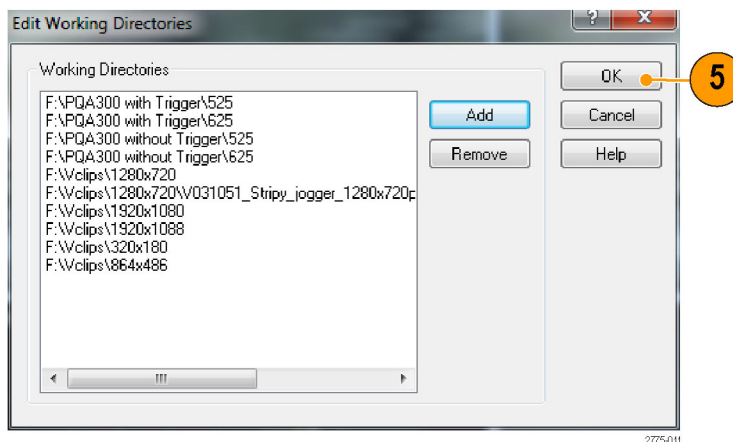 Edit Working Directories
? X
Working Directories
F:\PQA300 with Trigger\525
F:\PQA300 with Trigger\625
F:\PQA300 without Trigger\525
F:\PQA300 without Trigger\625
F:\Vclips\1280x720
F:\Vclips\1280x720\V031051_Stripy_jogger_1280x720p
F:\Vclips\1920x1080
F:\Vclips\1920x1088
F:\Vclips\320x180
F:\Vclips\864x486
Add
Remove
OK
Cancel
Help
5
2775-011